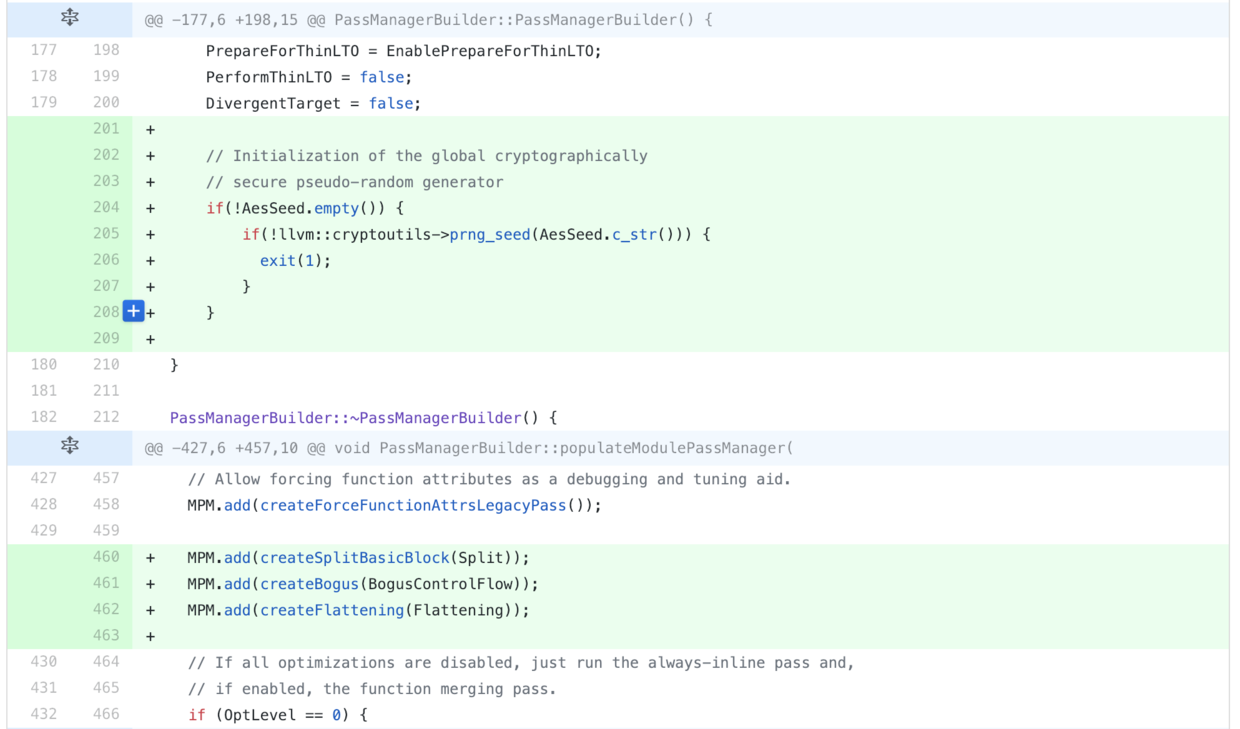 @@ -177,6 +198,15 @@ PassManagerBuilder::PassManagerBuilder() {
177 198 PrepareForThinLTO = EnablePrepareForThinLTO;
178 199 PerformThinLTO = false;
179 200 DivergentTarget = false;
201 +
202 + // Initialization of the global cryptographically
203 + // secure pseudo-random generator
204 + if(!AesSeed.empty()) {
205 + if(!llvm::cryptoutils->prng_seed(AesSeed.c_str())) {
206 + exit(1);
207 + }
208 + + }
209 +
180 210 }
181 211
182 212 PassManagerBuilder::~PassManagerBuilder() {
@@ -427,6 +457,10 @@ void PassManagerBuilder::populateModulePassManager(
427 457 // Allow forcing function attributes as a debugging and tuning aid.
428 458 MPM.add(createForceFunctionAttrsLegacyPass());
429 459
460 + MPM.add(createSplitBasicBlock(Split));
461 + MPM.add(createBogus(BogusControlFlow));
462 + MPM.add(createFlattening(Flattening));
463 +
430 464 // If all optimizations are disabled, just run the always-inline pass and,
431 465 // if enabled, the function merging pass.
432 466 if (OptLevel == 0) {